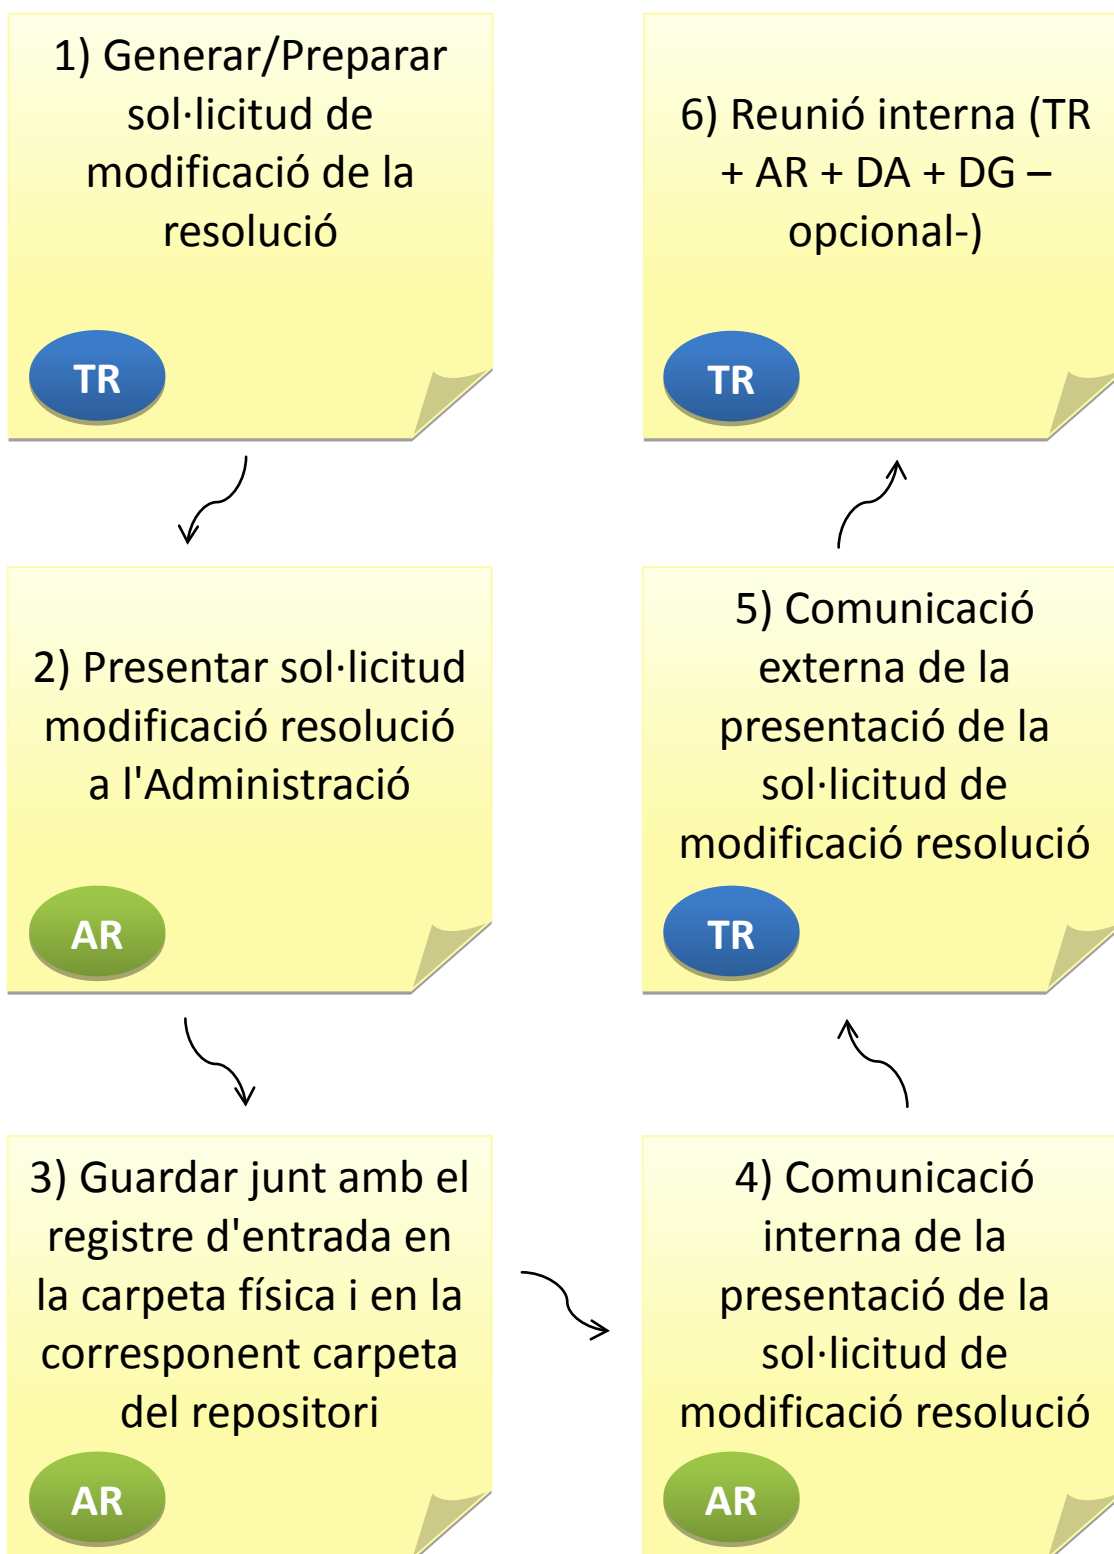 1) Generar/Preparar
sol·licitud de
modificació de la
resolució
TR
2) Presentar sol·licitud
modificació resolució
a l'Administració
AR
3) Guardar junt amb el
registre d'entrada en
la carpeta física i en la
corresponent carpeta
del repositori
AR
4) Comunicació
interna de la
presentació de la
sol·licitud de
modificació resolució
AR
5) Comunicació
externa de la
presentació de la
sol·licitud de
modificació resolució
TR
6) Reunió interna (TR
+ AR + DA + DG –
opcional-)
TR